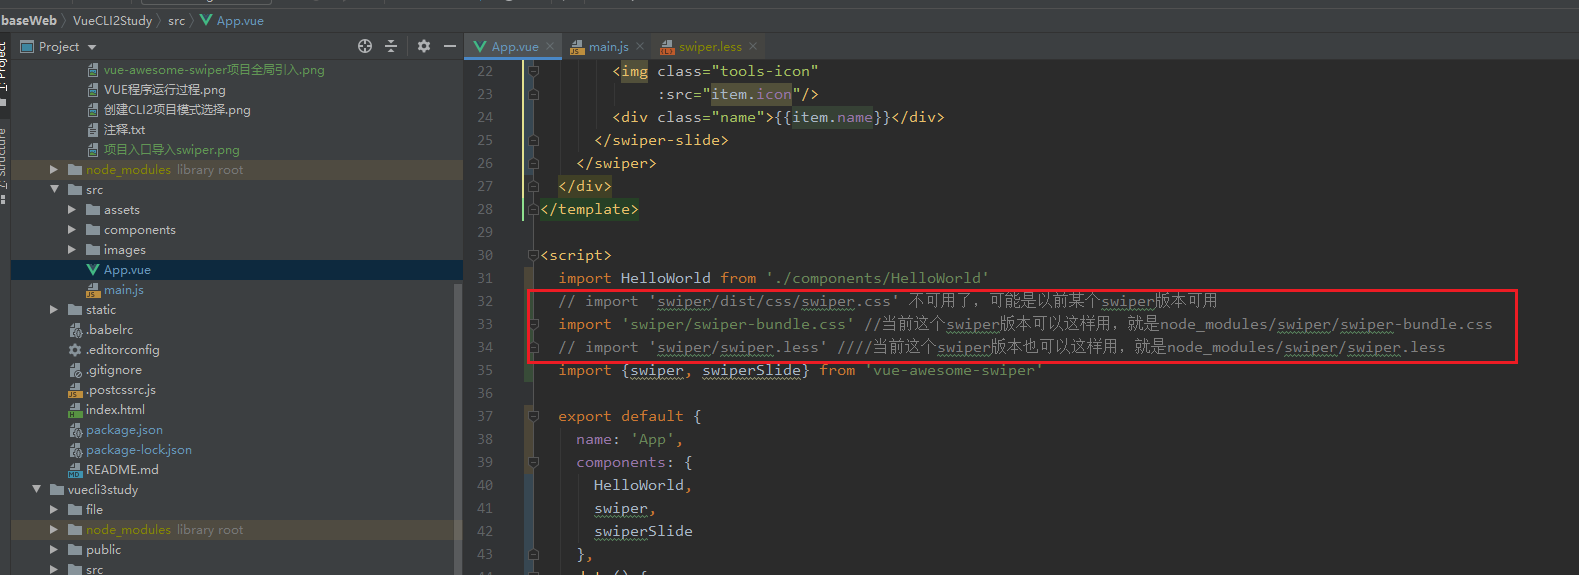 baseWeb VueCLI2Study src App.vue
Project
App.vue main.js swiper.less
1: Project
Z: Structure
vue-awesome-swiper项目全局引入.png
VUE程序运行过程.png
创建CLI2项目模式选择.png
注释.txt
项目入口导入swiper.png
node_modules library root
src
assets
components
images
App.vue
main.js
static
.babelrc
.editorconfig
.gitignore
.postcssrc.js
index.html
package.json
package-lock.json
README.md
vuecli3study
file
node_modules library root
public
src
22 <img class="tools-icon"
23 :src="item.icon"/>
24 <div class="name">{{item.name}}</div>
25 </swiper-slide>
26 </swiper>
27 </div>
28 </template>
29
30 <script>
31 import HelloWorld from './components/HelloWorld'
32 // import 'swiper/dist/css/swiper.css' 不可用了，可能是以前某个swiper版本可用
33 import 'swiper/swiper-bundle.css' //当前这个swiper版本可以这样用，就是node_modules/swiper/swiper-bundle.css
34 // import 'swiper/swiper.less' ////当前这个swiper版本也可以这样用，就是node_modules/swiper/swiper.less
35 import {swiper, swiperSlide} from 'vue-awesome-swiper'
36
37 export default {
38 name: 'App',
39 components: {
40 HelloWorld,
41 swiper,
42 swiperSlide
43 },